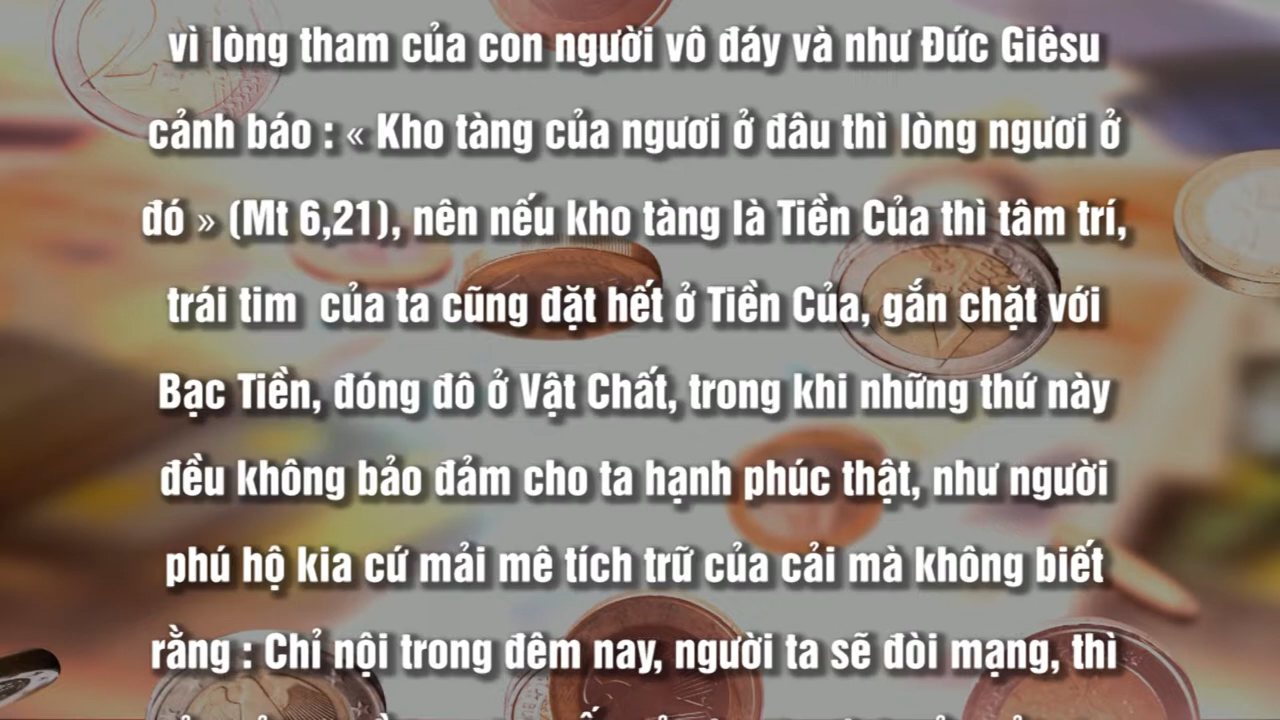 vì lòng tham của con người vô đáy và như Đức Giêsu
cảnh báo : « Kho tàng của ngươi ở đâu thì lòng ngươi ở
đó » (Mt 6,21), nên nếu kho tàng là Tiền Của thì tâm trí,
trái tim  của ta cũng đặt hết ở Tiền Của, gắn chặt với
Bạc Tiền, đóng đô ở Vật Chất, trong khi những thứ này
đều không bảo đảm cho ta hạnh phúc thật, như người
phú hộ kia cứ mải mê tích trữ của cải mà không biết
rằng : Chỉ nội trong đêm nay, người ta sẽ đòi mạng, thì